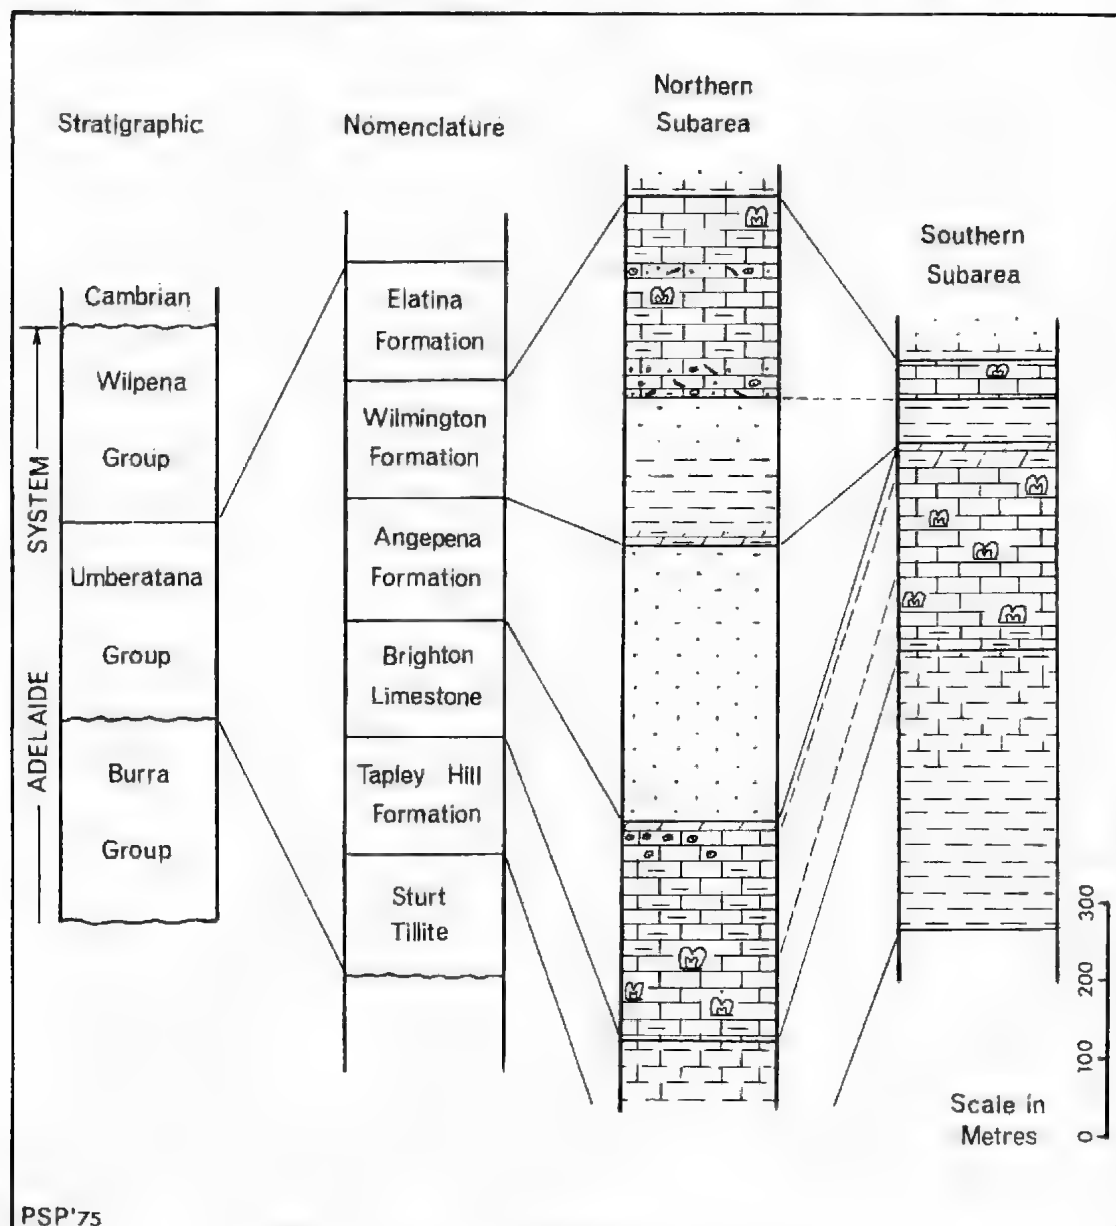 Stratigraphic
Nomenclature
Northern
Subarea
Southern
Subarea
Cambrian
Wilpena
Group
Umberatana
Group
Burra
Group
ADELAIDE SYSTEM
Elatina
Formation
Wilmington
Formation
Angepena
Formation
Brighton
Limestone
Tapley Hill
Formation
Sturt
Tillite
300
200
100
0
Scale in
Metres
PSP'75